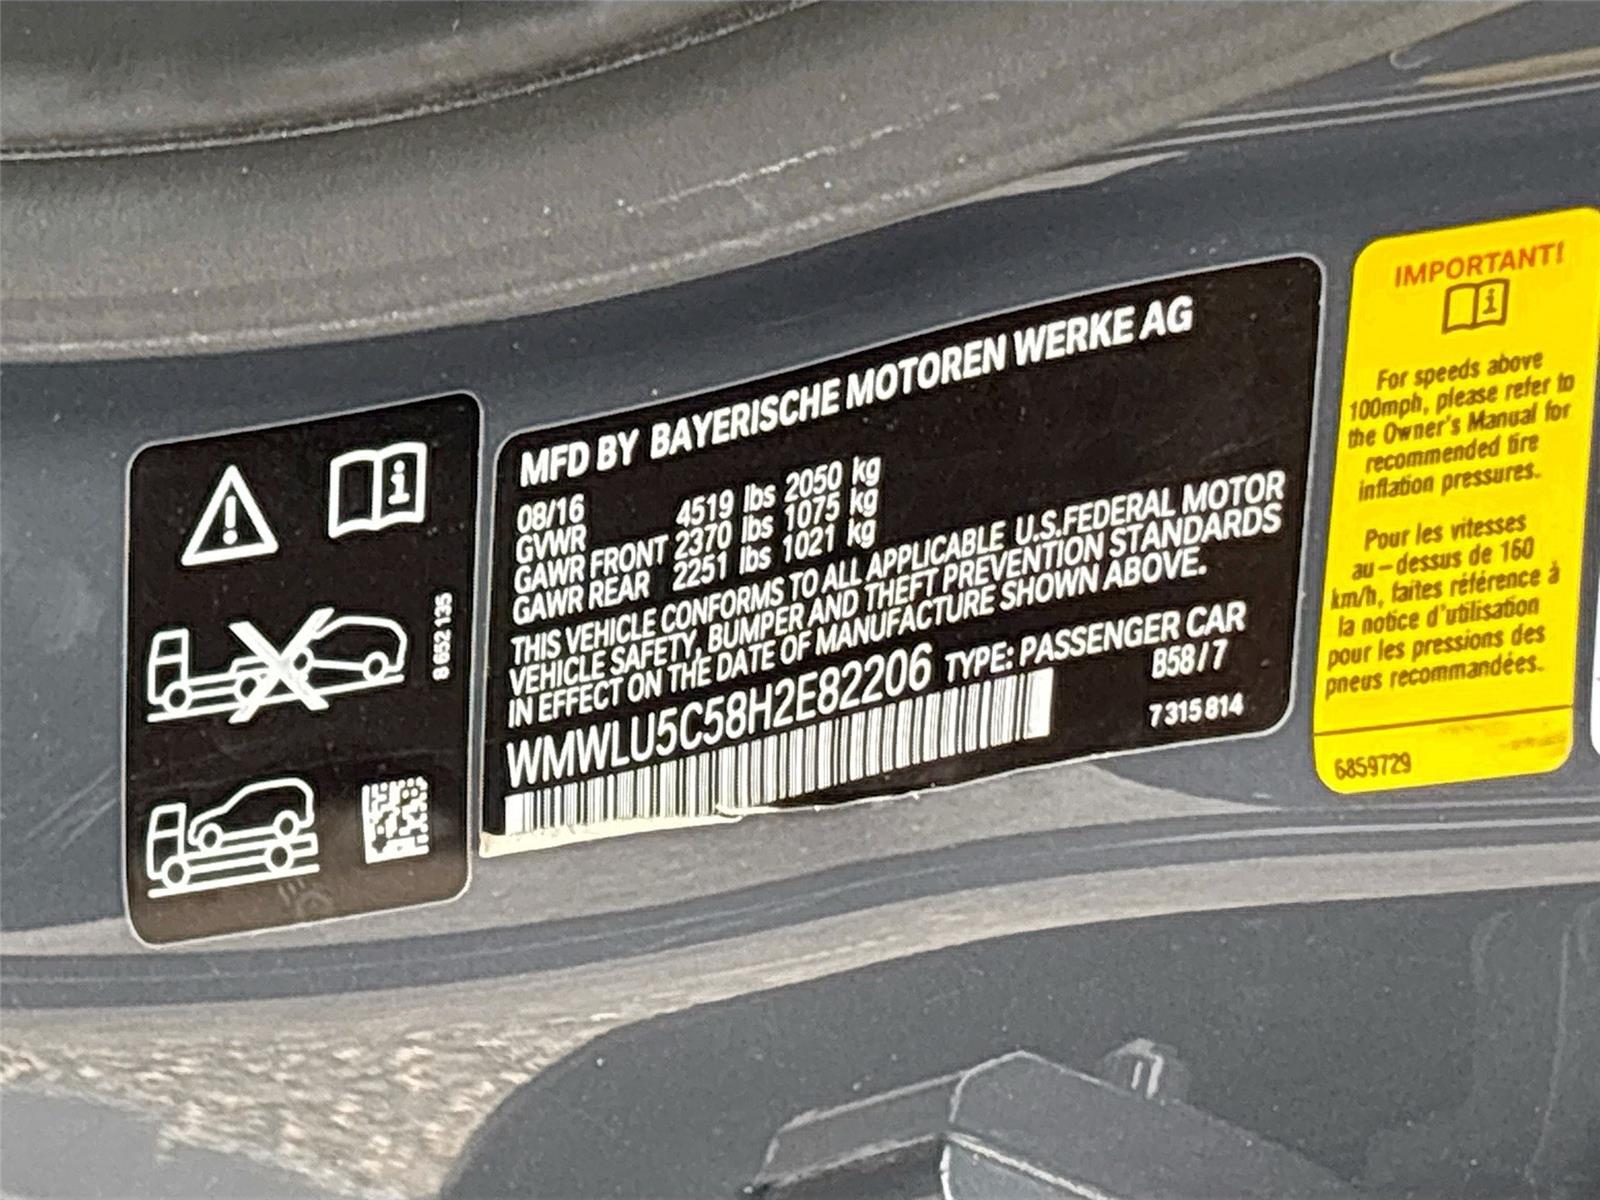 8 652 135
MFD BY BAYERISCHE MOTOREN WERKE AG
08/16
GVWR 4519 lbs 2050 kg
GAWR FRONT 2370 lbs 1075 kg
GAWR REAR 2251 lbs 1021 kg
THIS VEHICLE CONFORMS TO ALL APPLICABLE U.S.FEDERAL MOTOR
VEHICLE SAFETY, BUMPER AND THEFT PREVENTION STANDARDS
IN EFFECT ON THE DATE OF MANUFACTURE SHOWN ABOVE.
WMWLU5C58H2E82206 TYPE: PASSENGER CAR
B58/7
7 315 814
IMPORTANT!
For speeds above
100mph, please refer to
the Owner's Manual for
recommended tire
inflation pressures.
Pour les vitesses
au-dessus de 160
km/h, faites référence à
la notice d'utilisation
pour les pressions des
pneus recommandées.
6859729